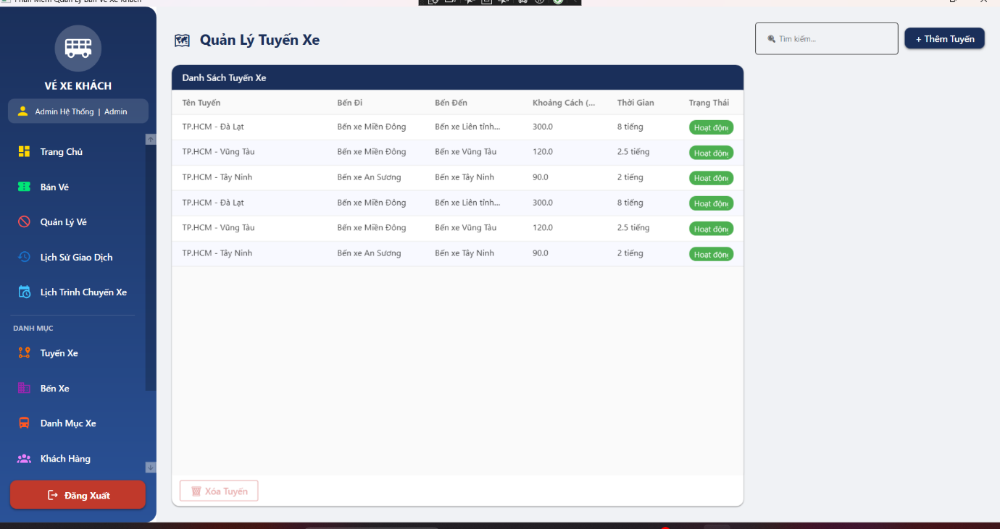 Phần Mềm Quản Lý Bán Vé Xe Khách
VÉ XE KHÁCH
Admin Hệ Thống | Admin
Trang Chủ
Bán Vé
Quản Lý Vé
Lịch Sử Giao Dịch
Lịch Trình Chuyến Xe
DANH MỤC
Tuyến Xe
Bến Xe
Danh Mục Xe
Khách Hàng
Đăng Xuất
Quản Lý Tuyến Xe
Tìm kiếm...
+ Thêm Tuyến
Danh Sách Tuyến Xe
Tên Tuyến Bến Đi Bến Đến Khoảng Cách (... Thời Gian Trạng Thái
TP.HCM - Đà Lạt Bến xe Miền Đông Bến xe Liên tỉnh... 300.0 8 tiếng Hoạt động
TP.HCM - Vũng Tàu Bến xe Miền Đông Bến xe Vũng Tàu 120.0 2.5 tiếng Hoạt động
TP.HCM - Tây Ninh Bến xe An Sương Bến xe Tây Ninh 90.0 2 tiếng Hoạt động
TP.HCM - Đà Lạt Bến xe Miền Đông Bến xe Liên tỉnh... 300.0 8 tiếng Hoạt động
TP.HCM - Vũng Tàu Bến xe Miền Đông Bến xe Vũng Tàu 120.0 2.5 tiếng Hoạt động
TP.HCM - Tây Ninh Bến xe An Sương Bến xe Tây Ninh 90.0 2 tiếng Hoạt động
Xóa Tuyến